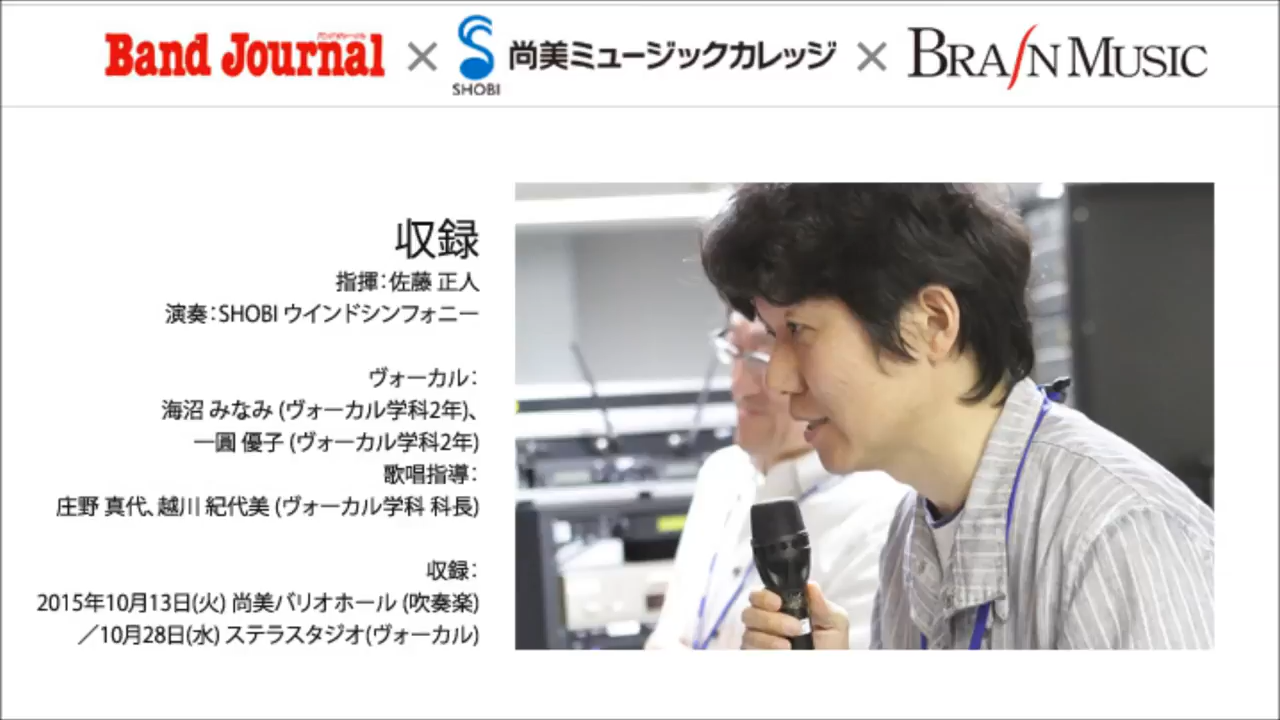 Band Journal × SHOBI 尚美ミュージックカレッジ × BRAIN MUSIC
収録
指揮:佐藤 正人
演奏:SHOBI ウインドシンフォニー
ヴォーカル:
海沼 みなみ (ヴォーカル学科2年)、
一圓 優子 (ヴォーカル学科2年)
歌唱指導:
庄野 真代、越川 紀代美 (ヴォーカル学科 科長)
収録:
2015年10月13日(火) 尚美バリオホール (吹奏楽)
/10月28日(水) ステラスタジオ(ヴォーカル)